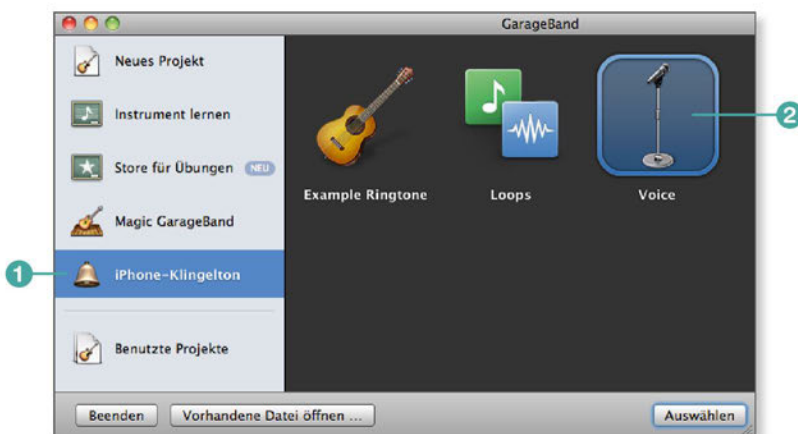 GarageBand
Neues Projekt
Instrument lernen
Store für Übungen NEU
Magic GarageBand
iPhone-Klingelton
Benutzte Projekte
Example Ringtone
Loops
Voice
1
2
Beenden
Vorhandene Datei öffnen ...
Auswählen